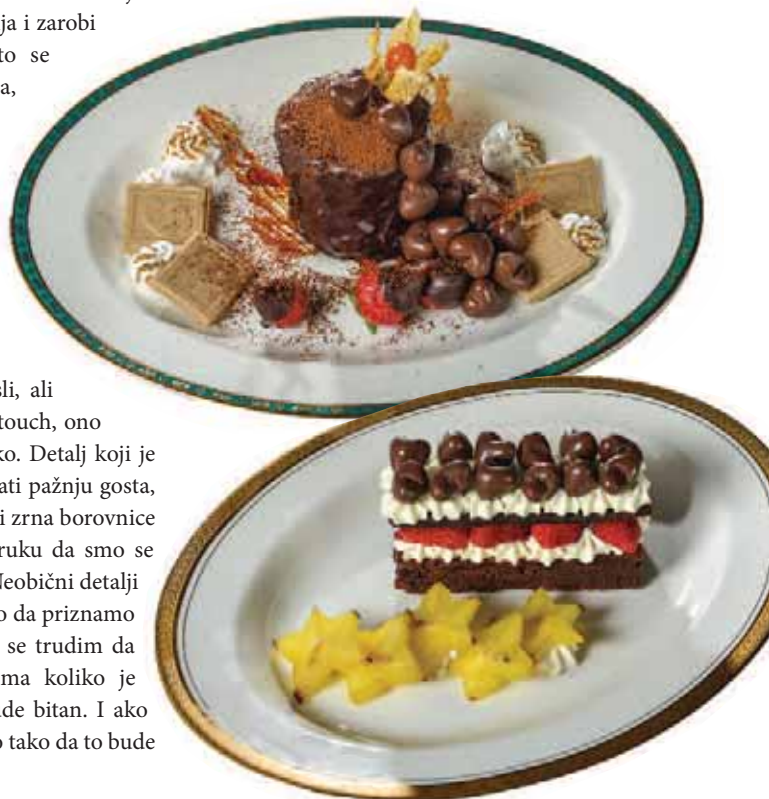 ja i zarobi
to se
a,
sli, ali
touch, ono
ko. Detalj koji je
ati pažnju gosta,
i zrna borovnice
ruku da smo se
Neobični detalji
o da priznamo
se trudim da
ma koliko je
de bitan. I ako
o tako da to bude